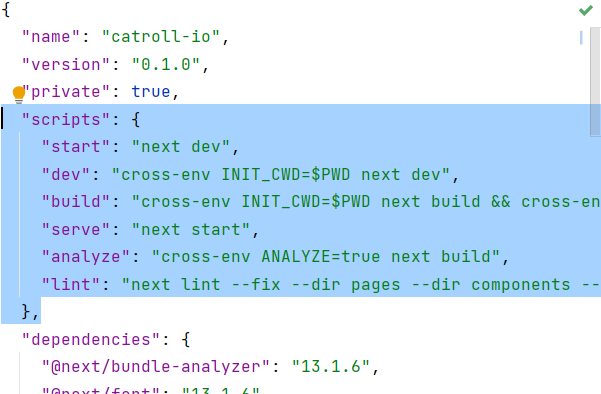 {
"name": "catroll-io",
"version": "0.1.0",
"private": true,
"scripts": {
"start": "next dev",
"dev": "cross-env INIT_CWD=$PWD next dev",
"build": "cross-env INIT_CWD=$PWD next build && cross-en
"serve": "next start",
"analyze": "cross-env ANALYZE=true next build",
"lint": "next lint --fix --dir pages --dir components --
},
"dependencies": {
"@next/bundle-analyzer": "13.1.6",
"@next/font": "13.1.6"